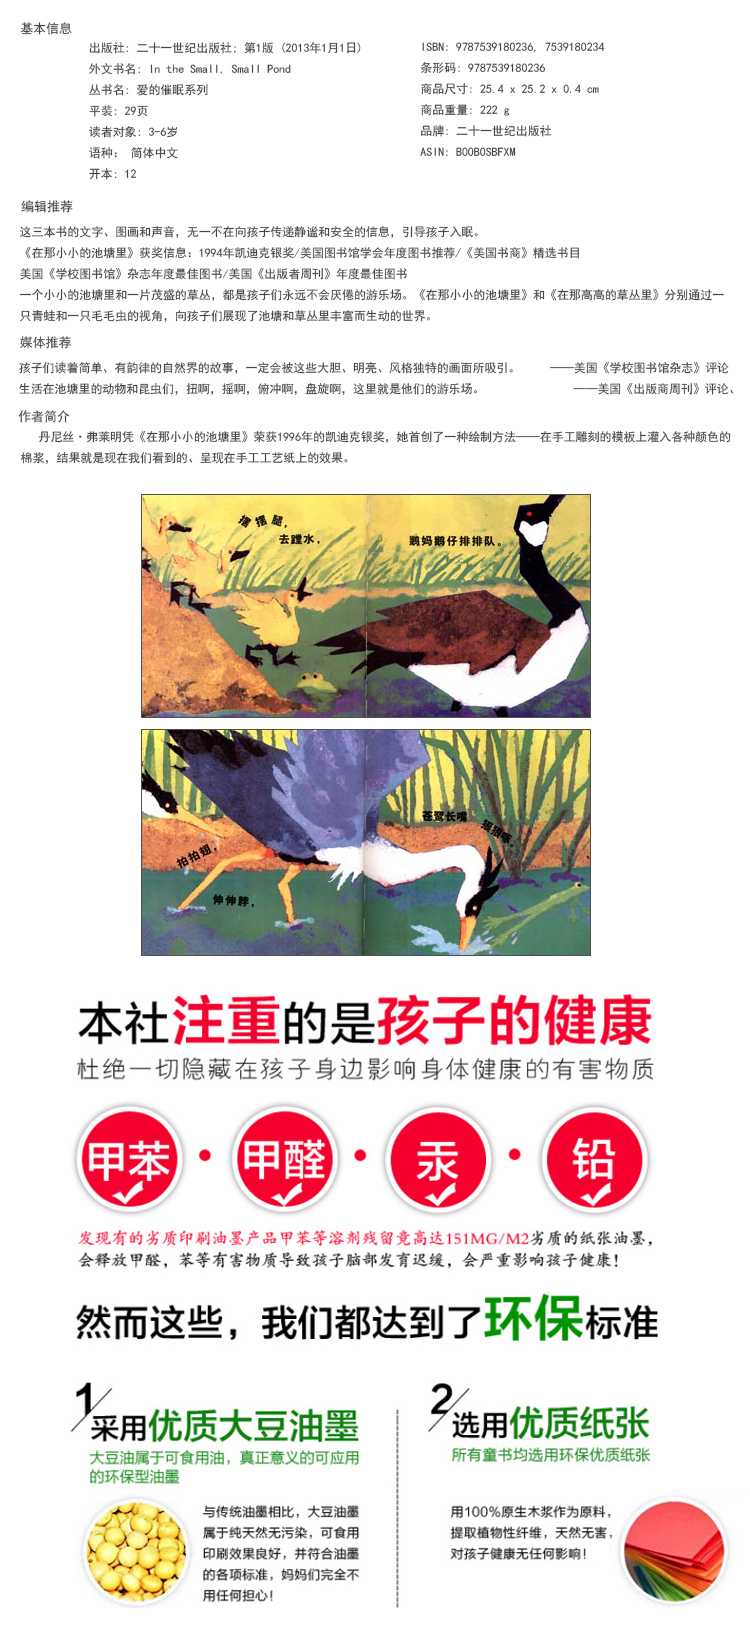 基本信息
出版社: 二十一世纪出版社; 第1版 (2013年1月1日)
外文书名: In the Small, Small Pond
丛书名: 爱的催眠系列
平装: 29页
读者对象: 3-6岁
语种： 简体中文
开本: 12
ISBN: 9787539180236, 7539180234
条形码: 9787539180236
商品尺寸: 25.4 x 25.2 x 0.4 cm
商品重量: 222 g
品牌: 二十一世纪出版社
ASIN: B00BOSBFXM
编辑推荐
这三本书的文字、图画和声音，无一不在向孩子传递静谧和安全的信息，引导孩子入眠。
《在那小小的池塘里》获奖信息：1994年凯迪克银奖/美国图书馆学会年度图书推荐/《美国书商》精选书目
美国《学校图书馆》杂志年度最佳图书/美国《出版者周刊》年度最佳图书
一个小小的池塘里和一片茂盛的草丛，都是孩子们永远不会厌倦的游乐场。《在那小小的池塘里》和《在那高高的草丛里》分别通过一
只青蛙和一只毛毛虫的视角，向孩子们展现了池塘和草丛里丰富而生动的世界。
媒体推荐
孩子们读着简单、有韵律的自然界的故事，一定会被这些大胆、明亮、风格独特的画面所吸引。 ——美国《学校图书馆杂志》评论
生活在池塘里的动物和昆虫们，扭啊，摇啊，俯冲啊，盘旋啊，这里就是他们的游乐场。 ——美国《出版商周刊》评论、
作者简介
丹尼丝·弗莱明凭《在那小小的池塘里》荣获1996年的凯迪克银奖，她首创了一种绘制方法——在手工雕刻的模板上灌入各种颜色的
棉浆，结果就是现在我们看到的、呈现在手工工艺纸上的效果。
摆摆腿，
去蹚水，
鹅妈鹅仔排排队。
拍拍翅，
伸伸脖，
苍鹭长嘴
狠狠啄。
本社注重的是孩子的健康
杜绝一切隐藏在孩子身边影响身体健康的有害物质
甲苯·甲醛·汞·铅
发现有的劣质印刷油墨产品甲苯等溶剂残留竟高达151MG/M2劣质的纸张油墨，
会释放甲醛，苯等有害物质导致孩子脑部发育迟缓，会严重影响孩子健康！
然而这些，我们都达到了环保标准
1 采用优质大豆油墨
大豆油属于可食用油，真正意义的可应用
的环保型油墨
与传统油墨相比，大豆油墨
属于纯天然无污染，可食用
印刷效果良好，并符合油墨
的各项标准，妈妈们完全不
用任何担心！
2 选用优质纸张
所有童书均选用环保优质纸张
用100%原生木浆作为原料，
提取植物性纤维，天然无害，
对孩子健康无任何影响！